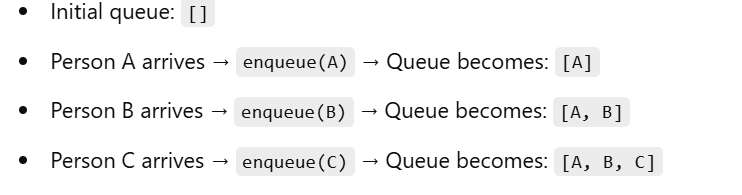 • Initial queue: []
• Person A arrives → enqueue(A) → Queue becomes: [A]
• Person B arrives → enqueue(B) → Queue becomes: [A, B]
• Person C arrives → enqueue(C) → Queue becomes: [A, B, C]